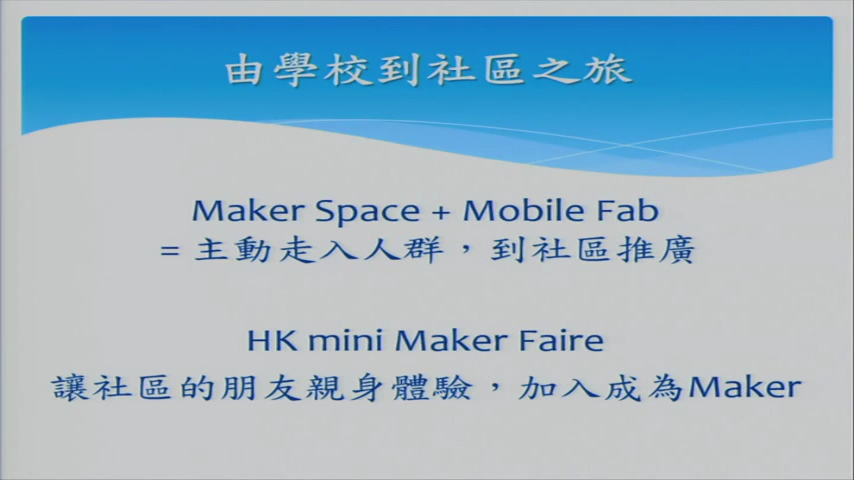 由學校到社區之旅
Maker Space + Mobile Fab
= 主動走入人群，到社區推廣
HK mini Maker Faire
讓社區的朋友親身體驗，加入成為Maker